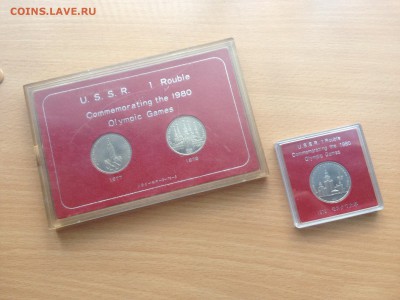 COINS.LAVE.RU
U. S. S. R. 1 Rouble
Commemorating the 1980
Olympic Games
1977
1978
U.S.S.R. 1 Rouble
Commemorating the 1980
Olympic Games